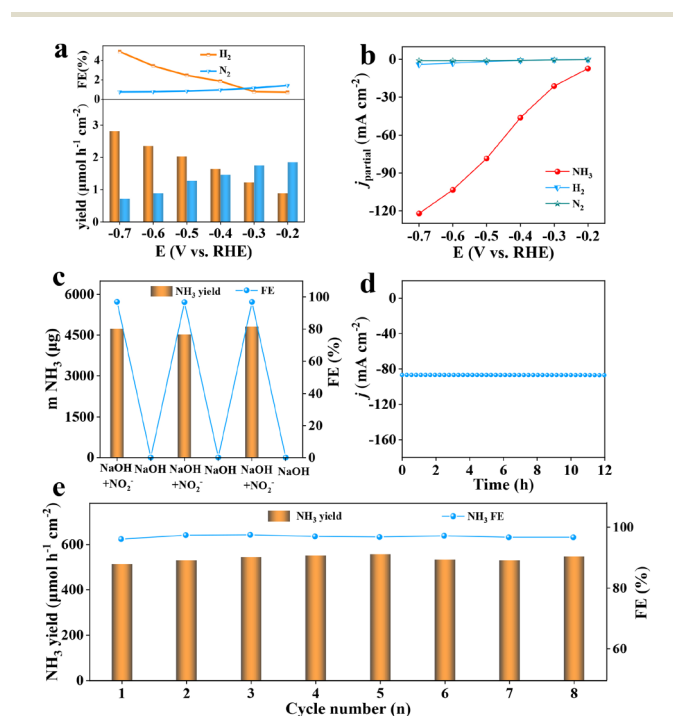 a
H₂
N₂
FE(%)
4
2
0
yield (μmol h⁻¹ cm⁻²)
3
2
1
0
-0.7 -0.6 -0.5 -0.4 -0.3 -0.2
E (V vs. RHE)
b
j_partial (mA cm⁻²)
0
-30
-60
-90
-120
NH₃
H₂
N₂
-0.7 -0.6 -0.5 -0.4 -0.3 -0.2
E (V vs. RHE)
c
NH₃ yield FE
m NH₃ (μg)
6000
4500
3000
1500
0
100
80
60
40
20
0
FE (%)
NaOH NaOH NaOH NaOH NaOH NaOH
+NO₂⁻ +NO₂⁻ +NO₂⁻
d
j (mA cm⁻²)
0
-40
-80
-120
-160
0 2 4 6 8 10 12
Time (h)
e
NH₃ yield NH₃ FE
NH₃ yield (μmol h⁻¹ cm⁻²)
600
400
200
0
100
80
60
FE (%)
1 2 3 4 5 6 7 8
Cycle number (n)